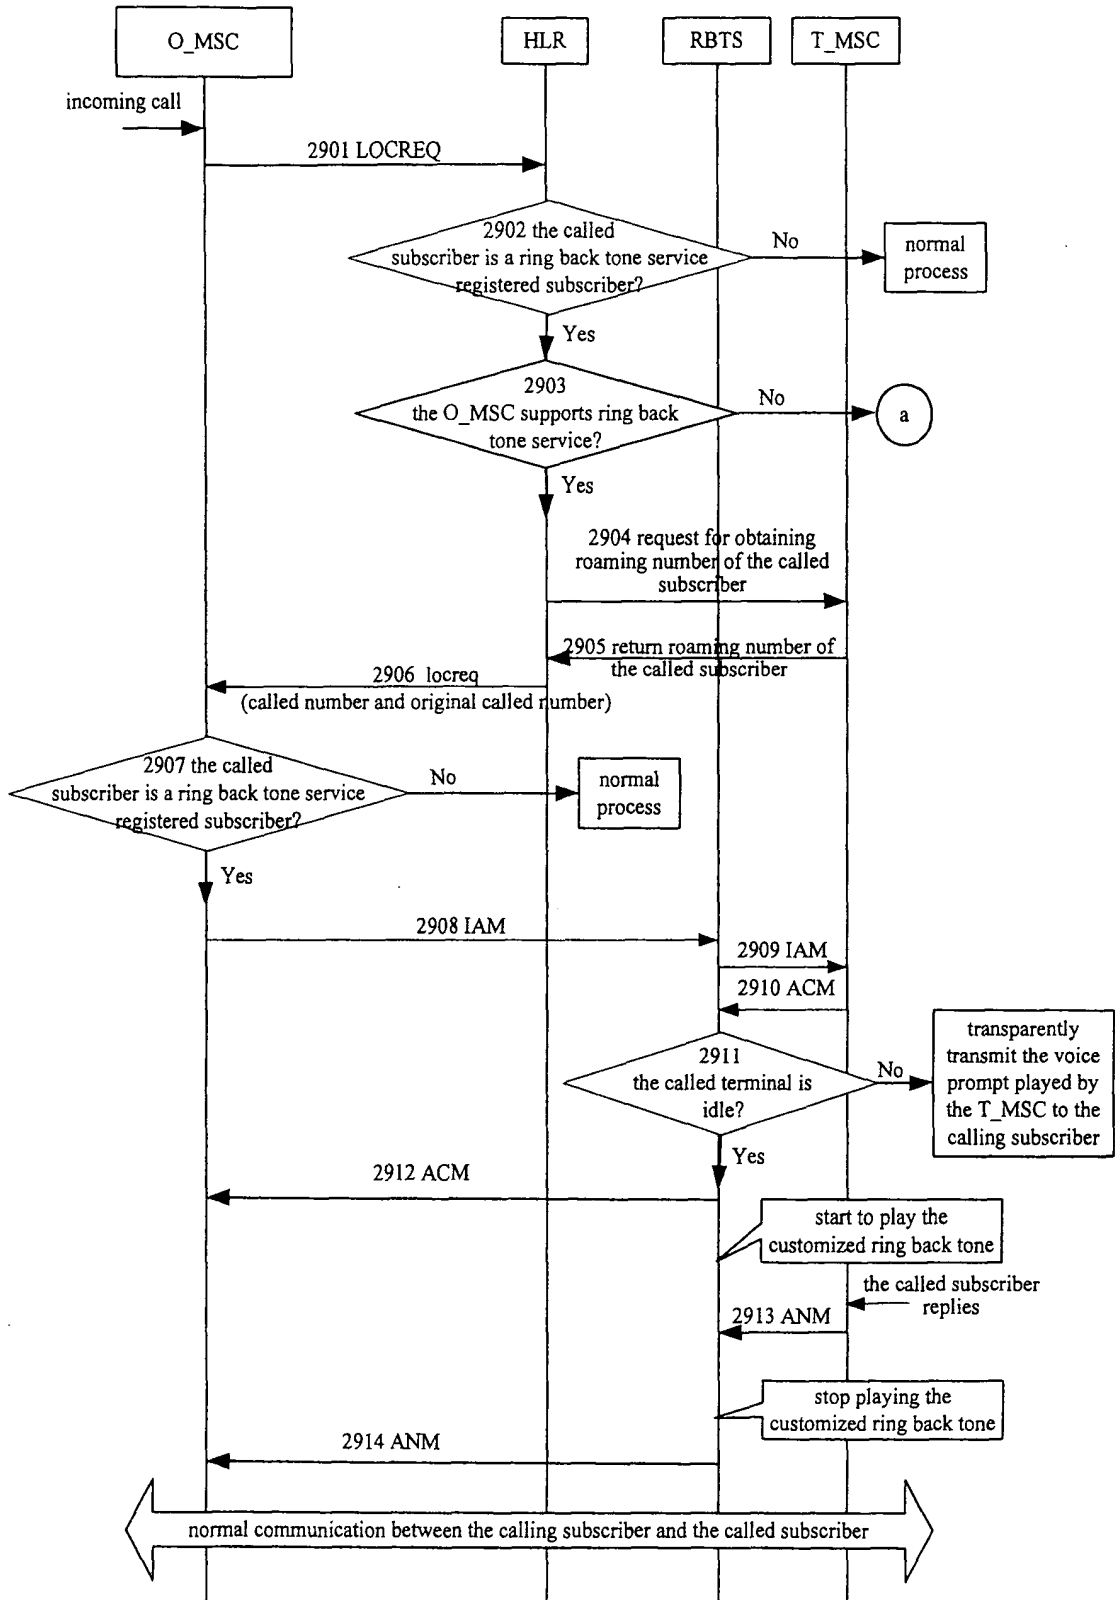 O_MSC
HLR
RBTS
T_MSC
incoming call
2901 LOCREQ
2902 the called
subscriber is a ring back tone service
registered subscriber?
No
normal
process
Yes
2903
the O_MSC supports ring back
tone service?
No
a
Yes
2904 request for obtaining
roaming number of the called
subscriber
2905 return roaming number of
the called subscriber
2906 locreq
(called number and original called number)
2907 the called
subscriber is a ring back tone service
registered subscriber?
No
normal
process
Yes
2908 IAM
2909 IAM
2910 ACM
2911
the called terminal is
idle?
No
transparently
transmit the voice
prompt played by
the T_MSC to the
calling subscriber
Yes
2912 ACM
start to play the
customized ring back tone
the called subscriber
replies
2913 ANM
stop playing the
customized ring back tone
2914 ANM
normal communication between the calling subscriber and the called subscriber